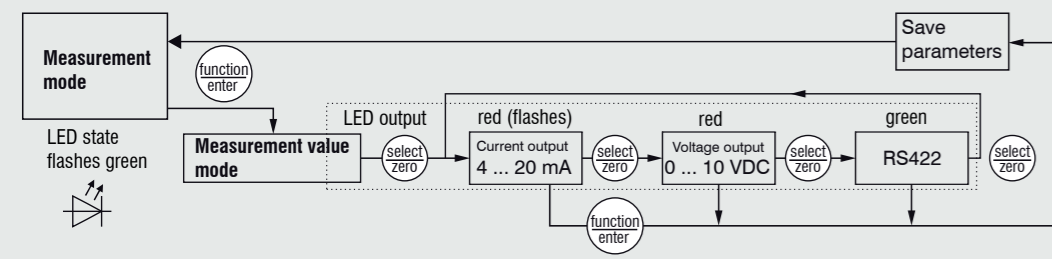 Save
parameters
Measurement
mode
function
enter
LED output
red (flashes)
red
green
LED state
flashes green
Measurement value
mode
select
zero
Current output
4 ... 20 mA
select
zero
Voltage output
0 ... 10 VDC
select
zero
RS422
select
zero
function
enter